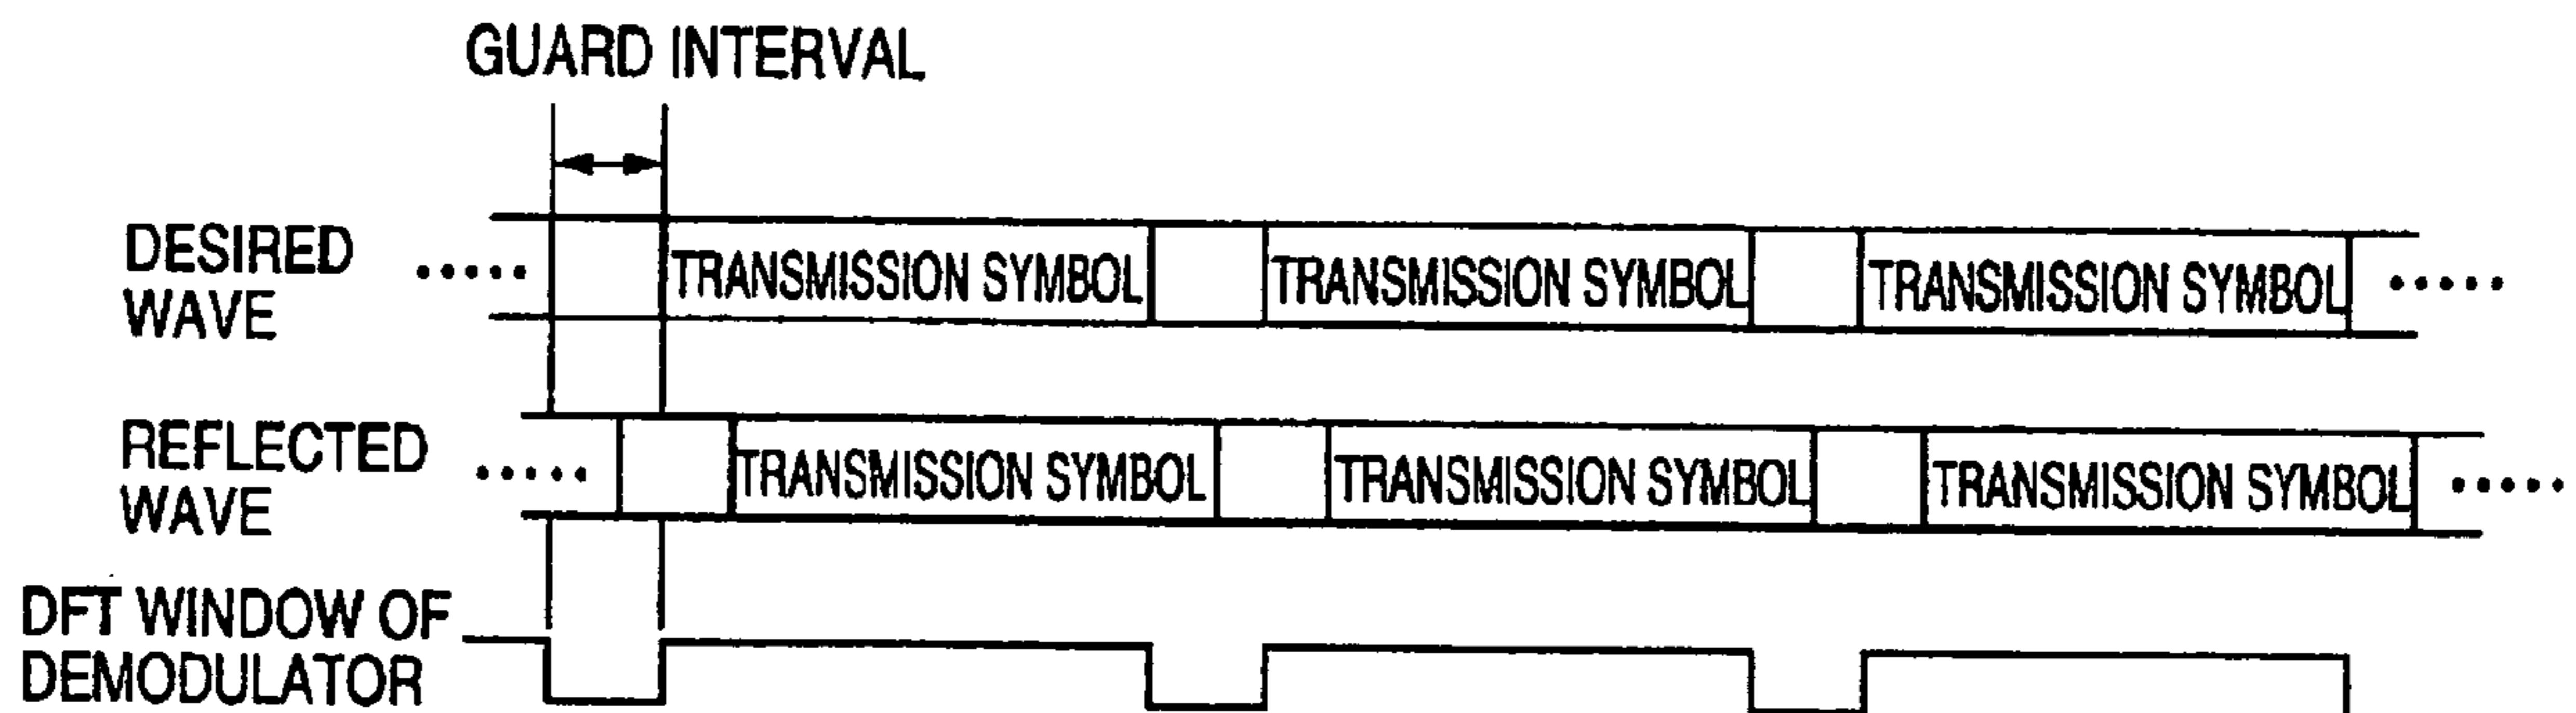 GUARD INTERVAL
DESIRED
WAVE
..... TRANSMISSION SYMBOL TRANSMISSION SYMBOL TRANSMISSION SYMBOL .....
REFLECTED
WAVE
..... TRANSMISSION SYMBOL TRANSMISSION SYMBOL TRANSMISSION SYMBOL .....
DFT WINDOW OF
DEMODULATOR